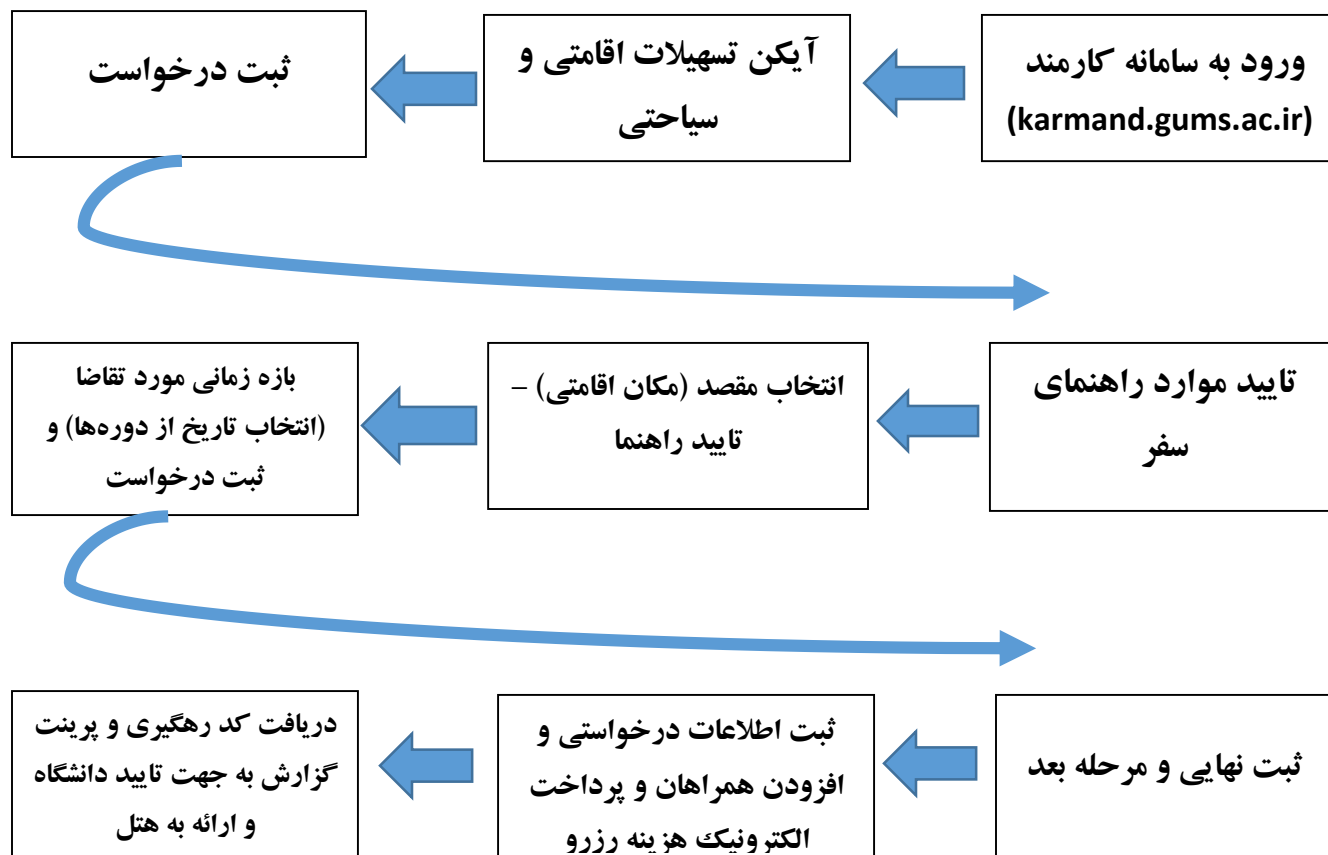 ورود به سامانه کارمند
(karmand.gums.ac.ir)
آیکن تسهیلات اقامتی و
سیاحتی
ثبت درخواست
تایید موارد راهنمای
سفر
انتخاب مقصد (مکان اقامتی) –
تایید راهنما
بازه زمانی مورد تقاضا
(انتخاب تاریخ از دوره‌ها) و
ثبت درخواست
ثبت نهایی و مرحله بعد
ثبت اطلاعات درخواستی و
افزودن همراهان و پرداخت
الکترونیک هزینه رزرو
دریافت کد رهگیری و پرینت
گزارش به جهت تایید دانشگاه
و ارائه به هتل